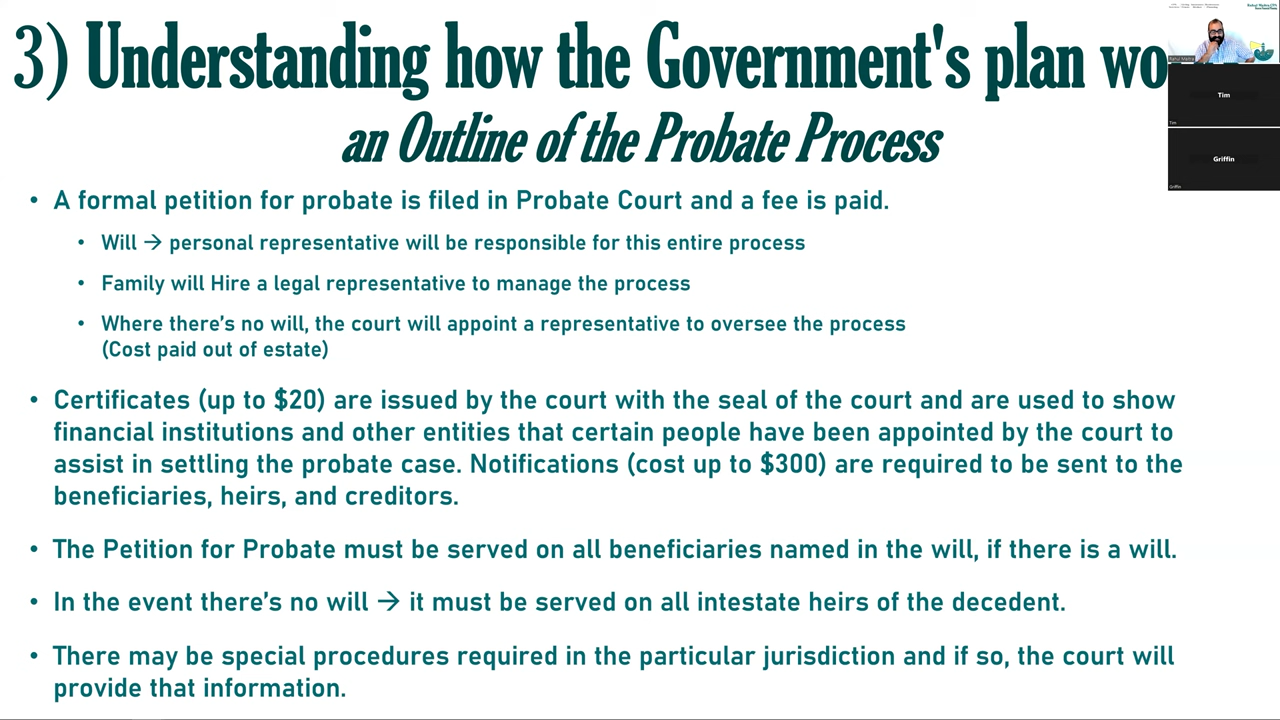 3) Understanding how the Government's plan wo
an Outline of the Probate Process
• A formal petition for probate is filed in Probate Court and a fee is paid.
• Will → personal representative will be responsible for this entire process
• Family will Hire a legal representative to manage the process
• Where there's no will, the court will appoint a representative to oversee the process
(Cost paid out of estate)
• Certificates (up to $20) are issued by the court with the seal of the court and are used to show
financial institutions and other entities that certain people have been appointed by the court to
assist in settling the probate case. Notifications (cost up to $300) are required to be sent to the
beneficiaries, heirs, and creditors.
• The Petition for Probate must be served on all beneficiaries named in the will, if there is a will.
• In the event there's no will → it must be served on all intestate heirs of the decedent.
• There may be special procedures required in the particular jurisdiction and if so, the court will
provide that information.
Tim
Tim
Griffin
Griffin